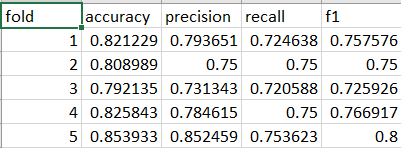 fold accuracy precision recall f1
1 0.821229 0.793651 0.724638 0.757576
2 0.808989 0.75 0.75 0.75
3 0.792135 0.731343 0.720588 0.725926
4 0.825843 0.784615 0.75 0.766917
5 0.853933 0.852459 0.753623 0.8